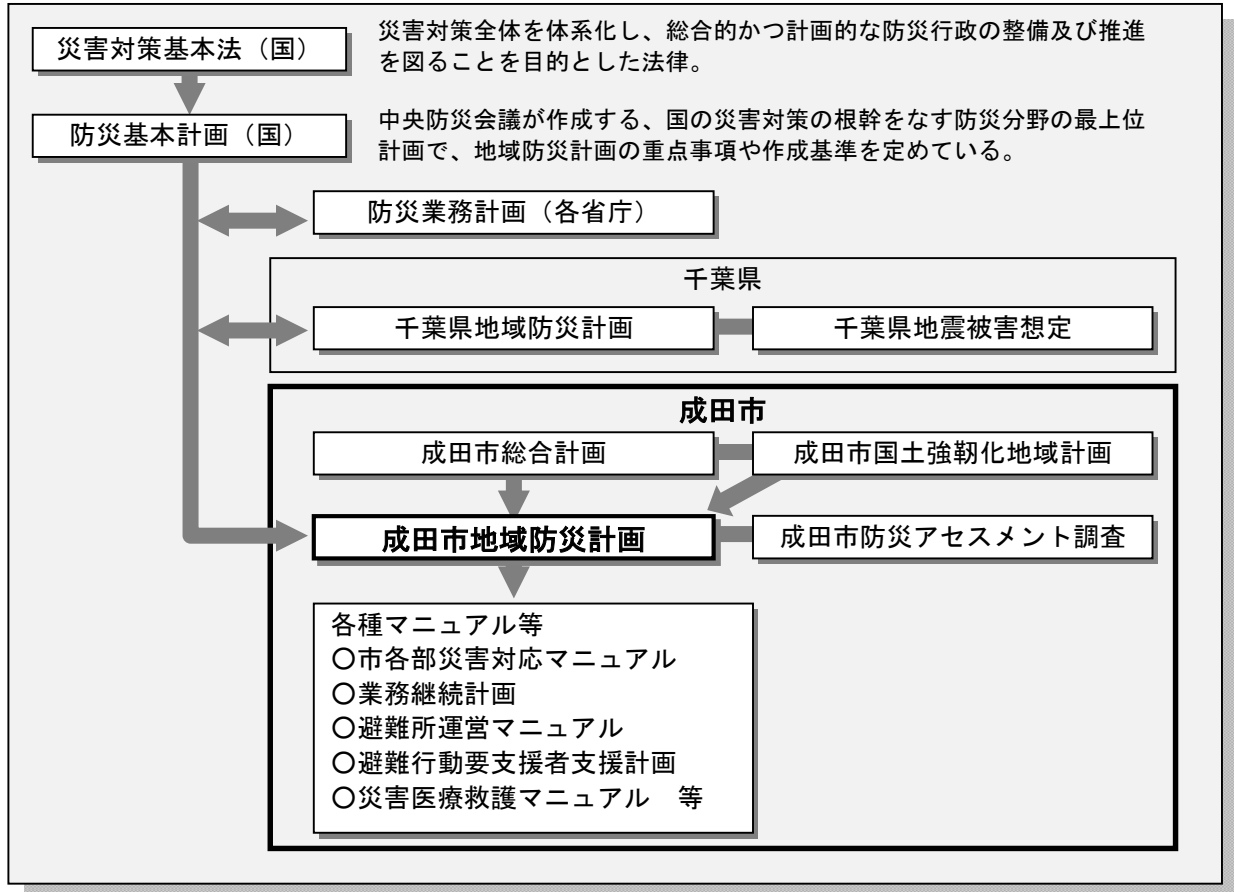 災害対策基本法（国）
災害対策全体を体系化し、総合的かつ計画的な防災行政の整備及び推進
を図ることを目的とした法律。
防災基本計画（国）
中央防災会議が作成する、国の災害対策の根幹をなす防災分野の最上位
計画で、地域防災計画の重点事項や作成基準を定めている。
防災業務計画（各省庁）
千葉県
千葉県地域防災計画
千葉県地震被害想定
成田市
成田市総合計画
成田市国土強靭化地域計画
成田市地域防災計画
成田市防災アセスメント調査
各種マニュアル等
〇市各部災害対応マニュアル
〇業務継続計画
〇避難所運営マニュアル
〇避難行動要支援者支援計画
〇災害医療救護マニュアル　等